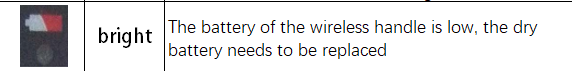 bright
The battery of the wireless handle is low, the dry
battery needs to be replaced